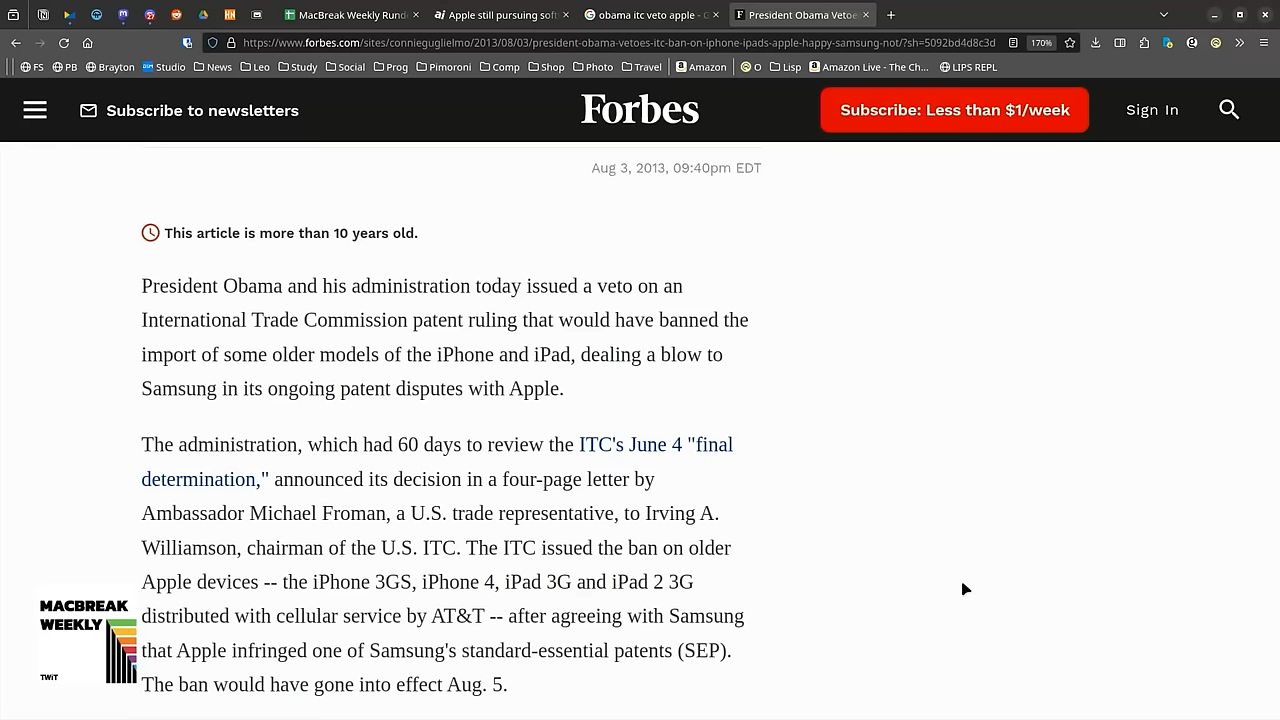 MacBreak Weekly Rund
Apple still pursuing soft
obama itc veto apple - G
President Obama Vetoe
https://www.forbes.com/sites/connieguglielmo/2013/08/03/president-obama-vetoes-itc-ban-on-iphone-ipads-apple-happy-samsung-not/?sh=5092bd4d8c3d
170%
FS PB Brayton Studio News Leo Study Social Prog Pimoroni Comp Shop Photo Travel Amazon O Lisp Amazon Live - The Ch... LIPS REPL
Subscribe to newsletters
Forbes
Subscribe: Less than $1/week
Sign In
Aug 3, 2013, 09:40pm EDT
This article is more than 10 years old.
President Obama and his administration today issued a veto on an
International Trade Commission patent ruling that would have banned the
import of some older models of the iPhone and iPad, dealing a blow to
Samsung in its ongoing patent disputes with Apple.
The administration, which had 60 days to review the ITC's June 4 "final
determination," announced its decision in a four-page letter by
Ambassador Michael Froman, a U.S. trade representative, to Irving A.
Williamson, chairman of the U.S. ITC. The ITC issued the ban on older
Apple devices -- the iPhone 3GS, iPhone 4, iPad 3G and iPad 2 3G
distributed with cellular service by AT&T -- after agreeing with Samsung
that Apple infringed one of Samsung's standard-essential patents (SEP).
The ban would have gone into effect Aug. 5.
MACBREAK
WEEKLY
TWiT